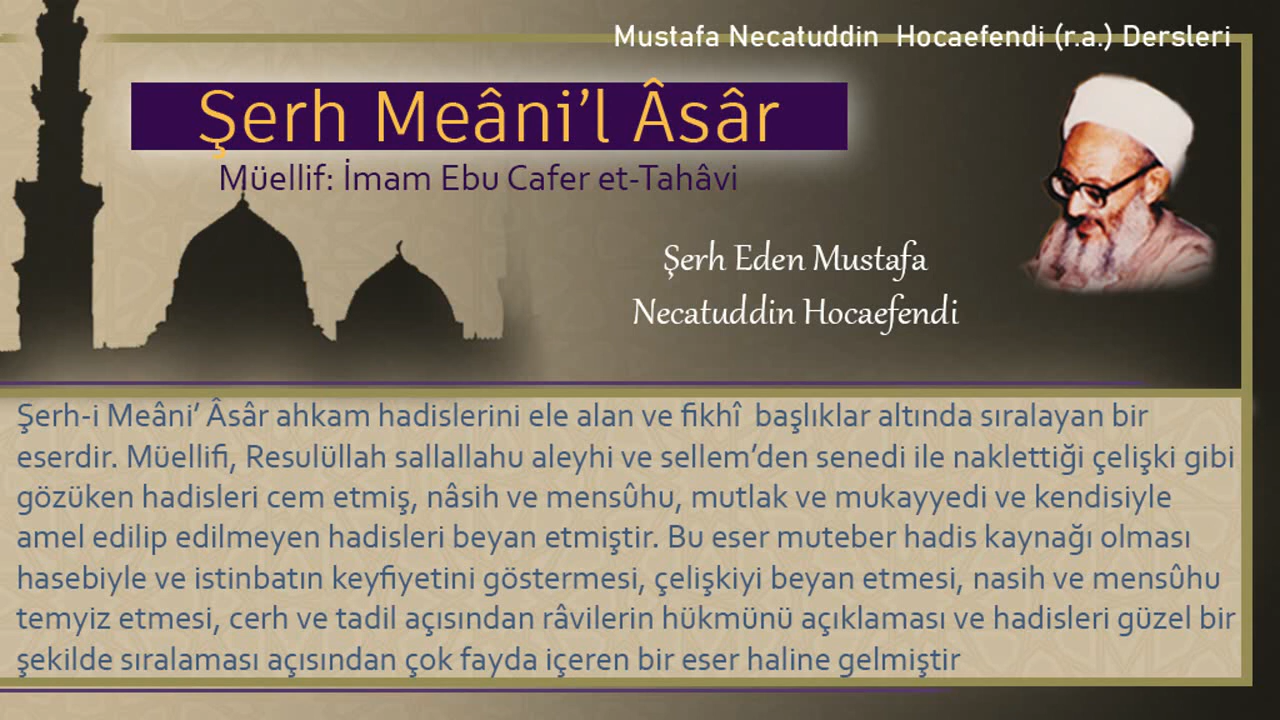 Mustafa Necatuddin Hocaefendi (r.a.) Dersleri
Şerh Meâni’l Âsâr
Müellif: İmam Ebu Cafer et-Tahâvi
Şerh Eden Mustafa
Necatuddin Hocaefendi
Şerh-i Meâni’ Âsâr ahkam hadislerini ele alan ve fikhî başlıklar altında sıralayan bir
eserdir. Müellifi, Resulüllah sallallahu aleyhi ve sellem’den senedi ile naklettiği çelişki gibi
gözüken hadisleri cem etmiş, nâsih ve mensûhu, mutlak ve mukayyedi ve kendisiyle
amel edilip edilmeyen hadisleri beyan etmiştir. Bu eser muteber hadis kaynağı olması
hasebiyle ve istinbatın keyfiyetini göstermesi, çelişkiyi beyan etmesi, nasih ve mensûhu
temyiz etmesi, cerh ve tadil açısından râvilerin hükmünü açıklaması ve hadisleri güzel bir
şekilde sıralaması açısından çok fayda içeren bir eser haline gelmiştir